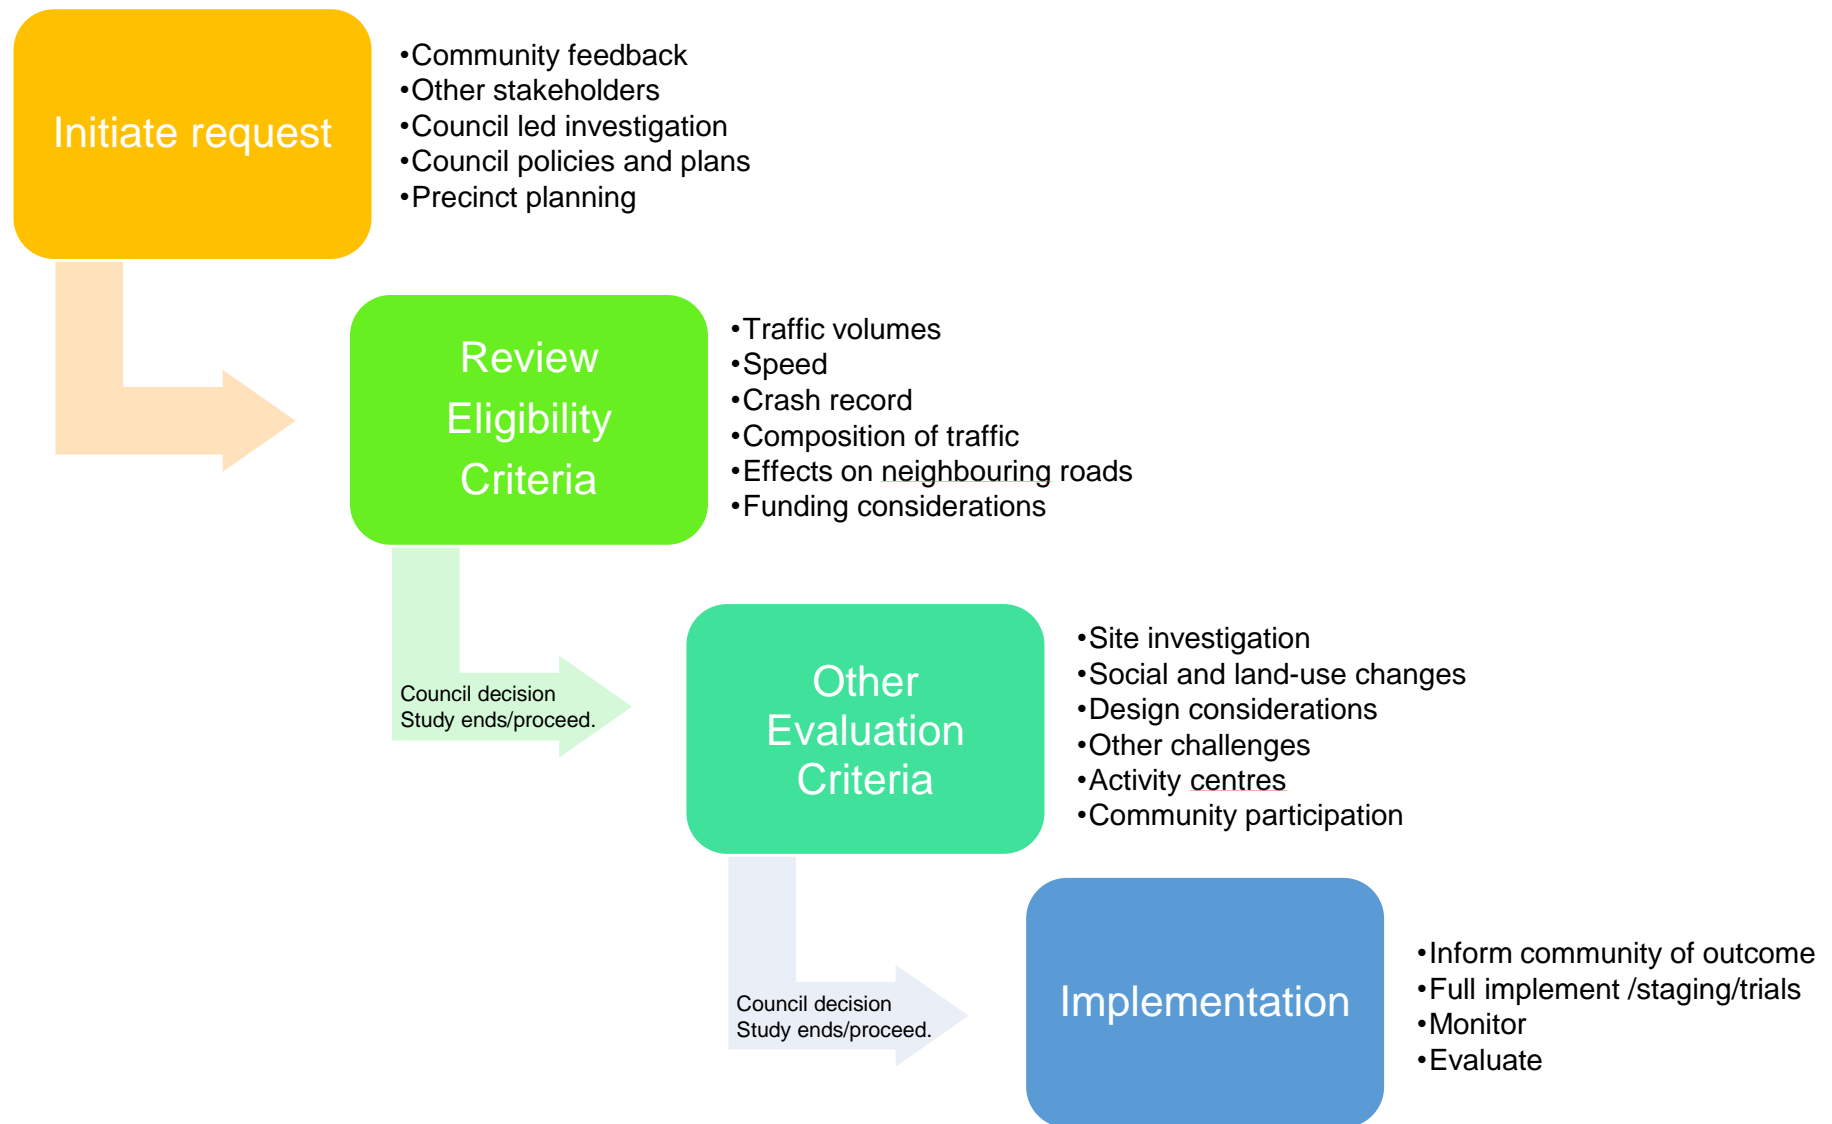 Initiate request
•Community feedback
•Other stakeholders
•Council led investigation
•Council policies and plans
•Precinct planning
Review
Eligibility
Criteria
•Traffic volumes
•Speed
•Crash record
•Composition of traffic
•Effects on neighbouring roads
•Funding considerations
Council decision
Study ends/proceed.
Other
Evaluation
Criteria
•Site investigation
•Social and land-use changes
•Design considerations
•Other challenges
•Activity centres
•Community participation
Council decision
Study ends/proceed.
Implementation
•Inform community of outcome
•Full implement /staging/trials
•Monitor
•Evaluate